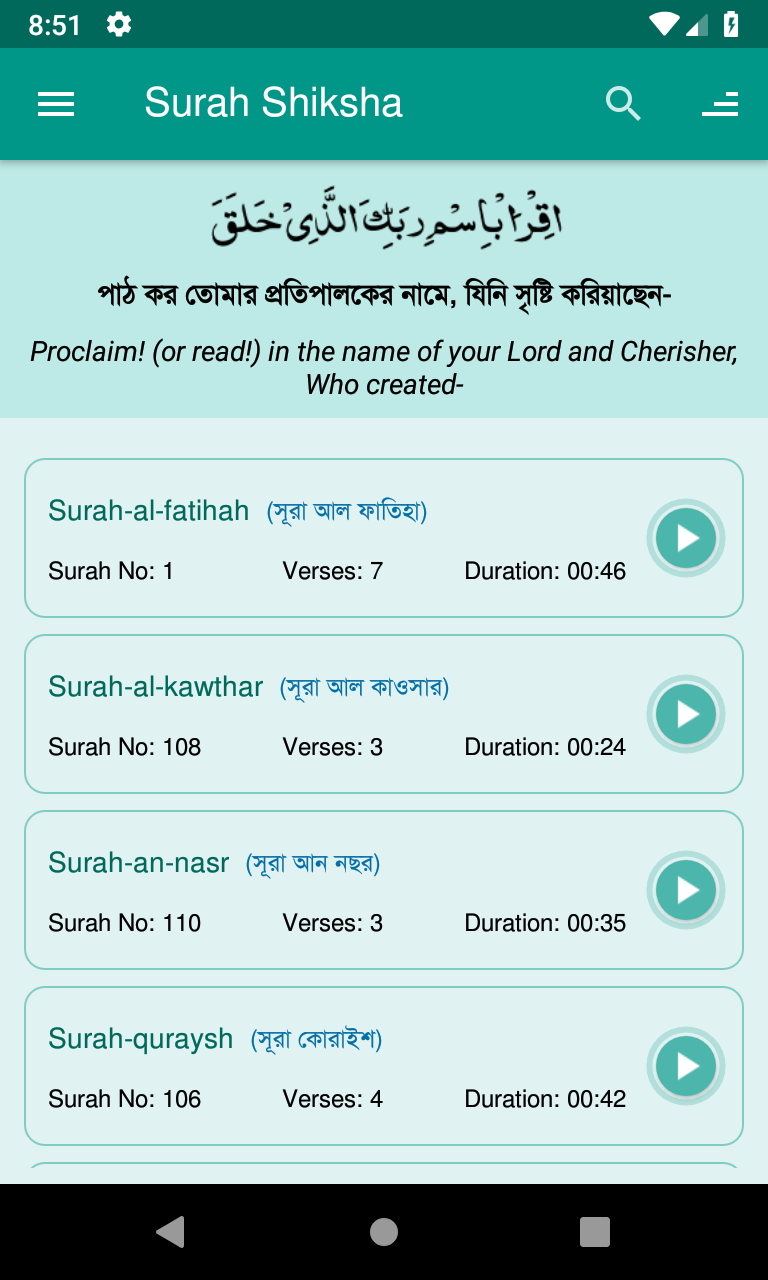 8:51
Surah Shiksha
اِقْرَاْ بِاسْمِ رَبِّكَ الَّذِىْ خَلَقَ
পাঠ কর তোমার প্রতিপালকের নামে, যিনি সৃষ্টি করিয়াছেন-
Proclaim! (or read!) in the name of your Lord and Cherisher,
Who created-
Surah-al-fatihah (সূরা আল ফাতিহা)
Surah No: 1 Verses: 7 Duration: 00:46
Surah-al-kawthar (সূরা আল কাওসার)
Surah No: 108 Verses: 3 Duration: 00:24
Surah-an-nasr (সূরা আন নছর)
Surah No: 110 Verses: 3 Duration: 00:35
Surah-quraysh (সূরা কোরাইশ)
Surah No: 106 Verses: 4 Duration: 00:42